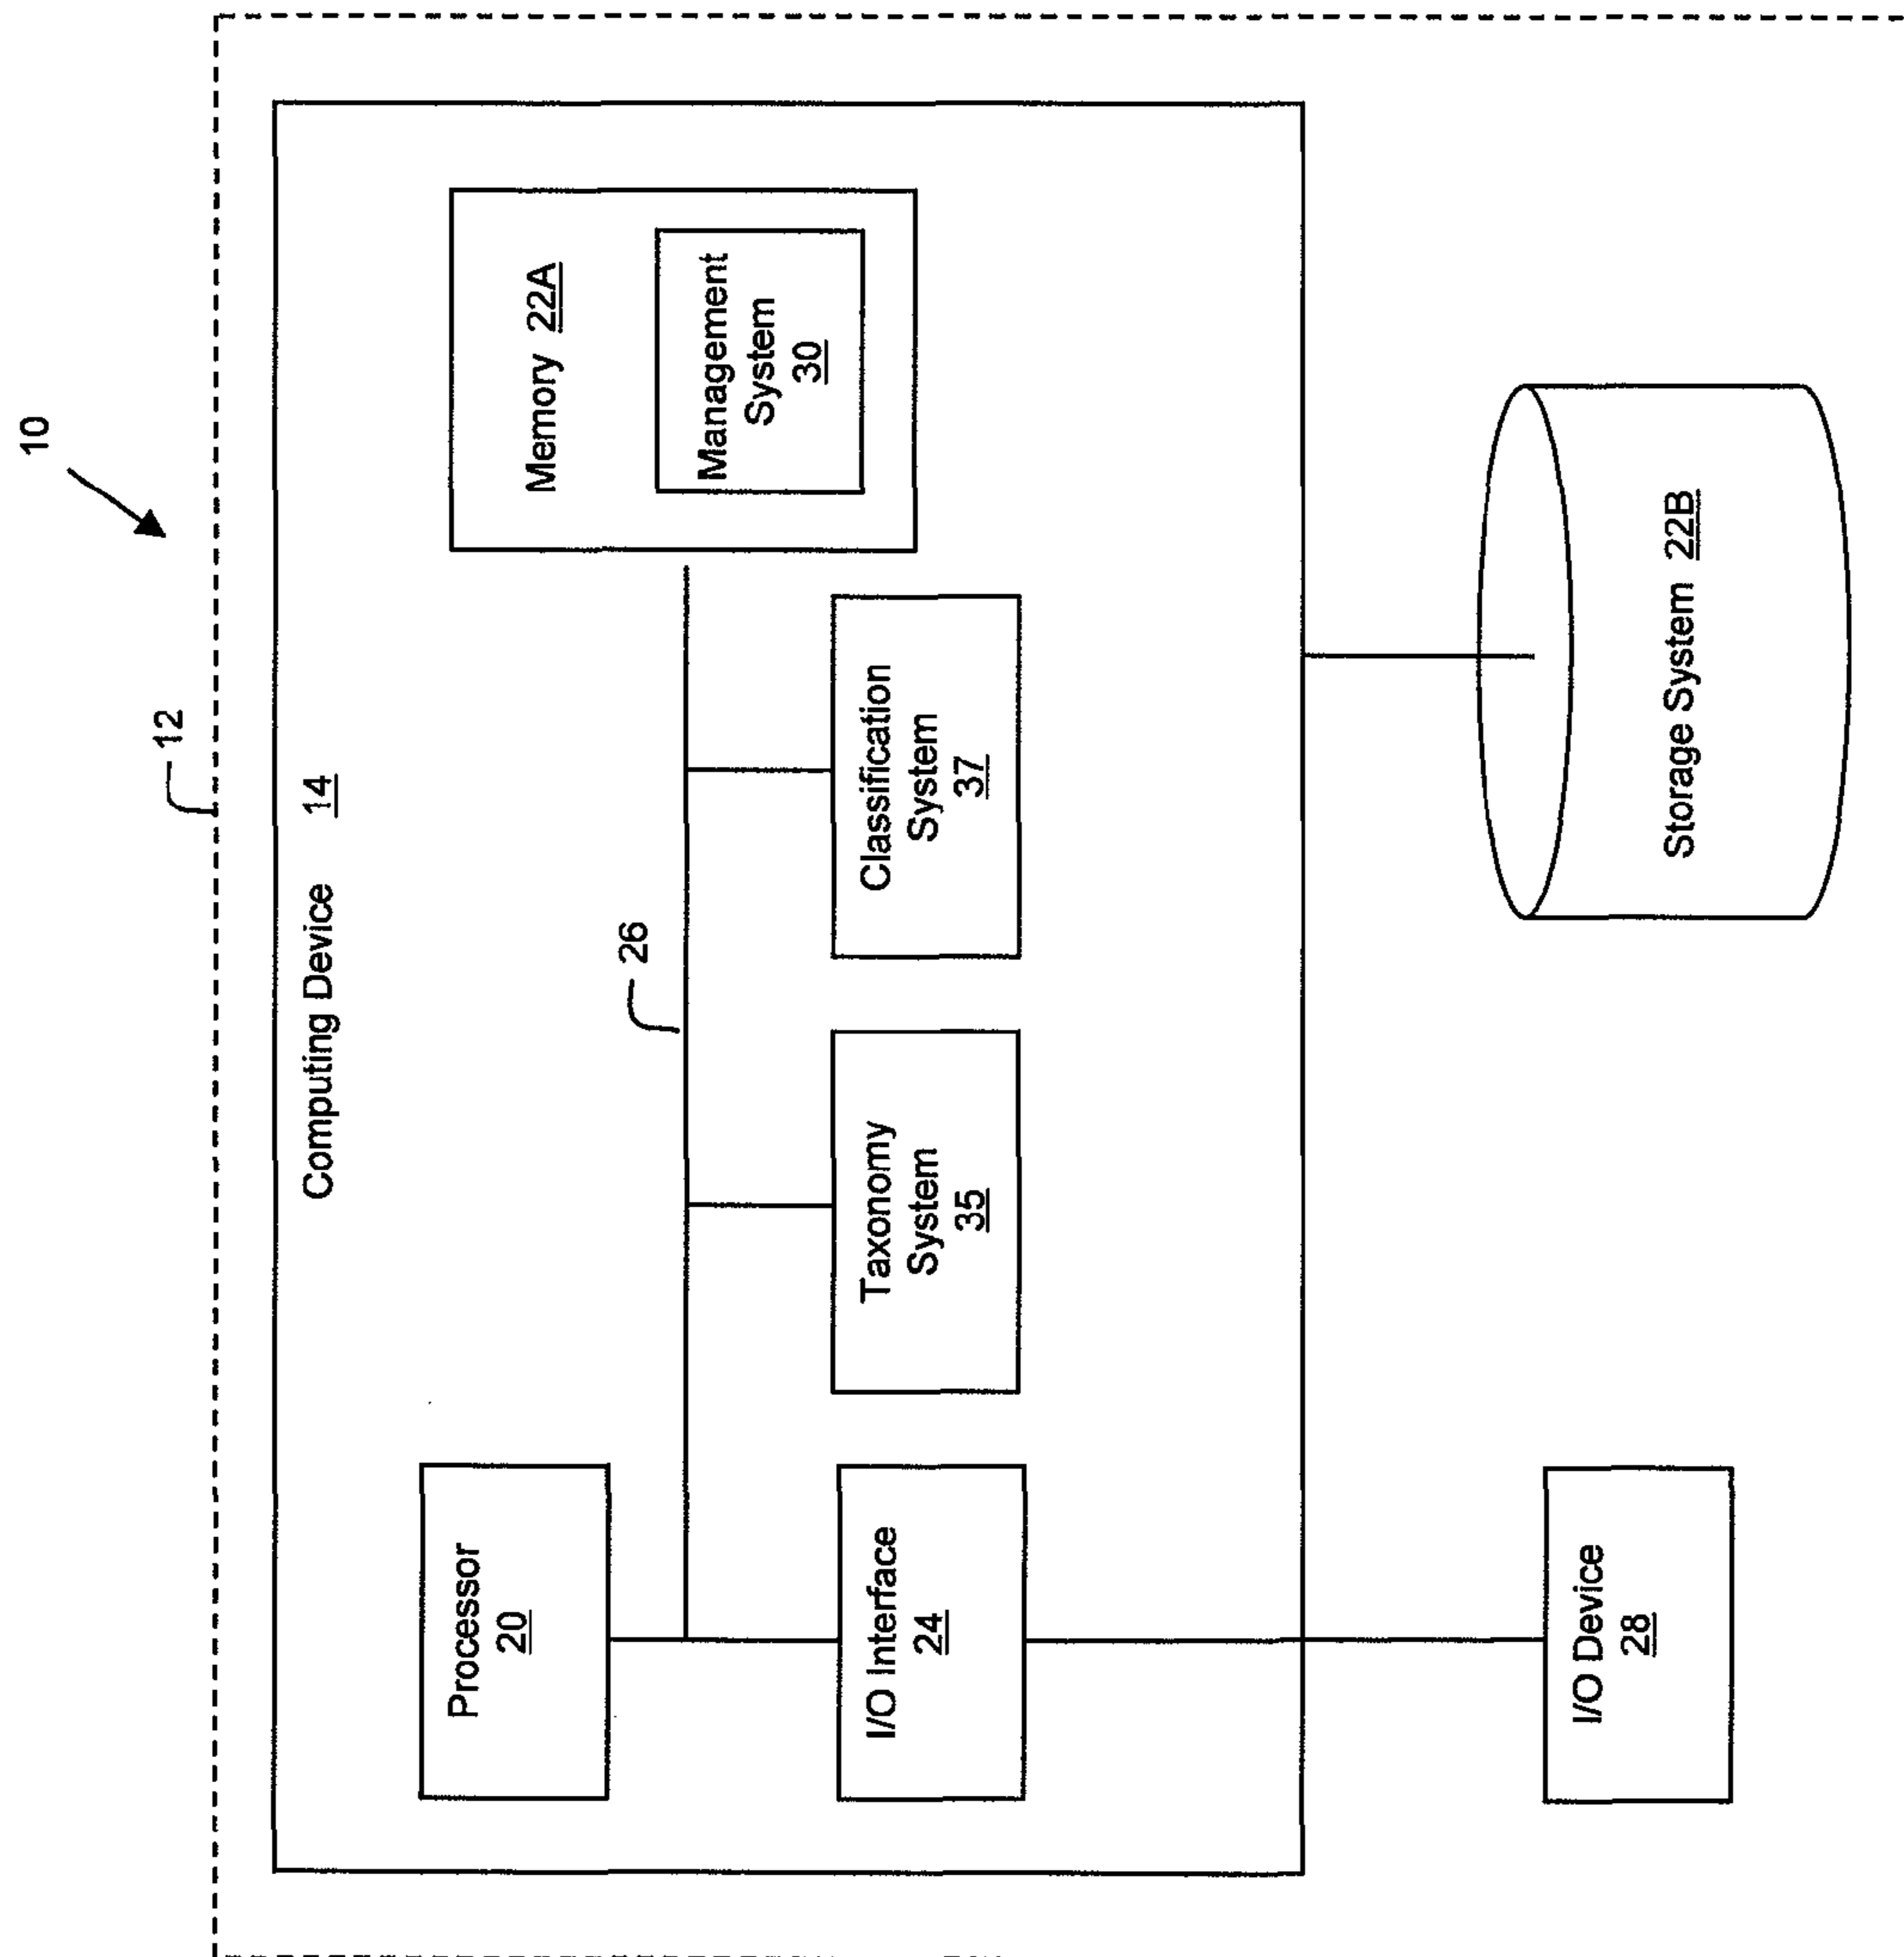 10
12
Computing Device 14
Memory 22A
Management
System
30
Processor
20
26
I/O Interface
24
Taxonomy
System
35
Classification
System
37
I/O Device
28
Storage System 22B